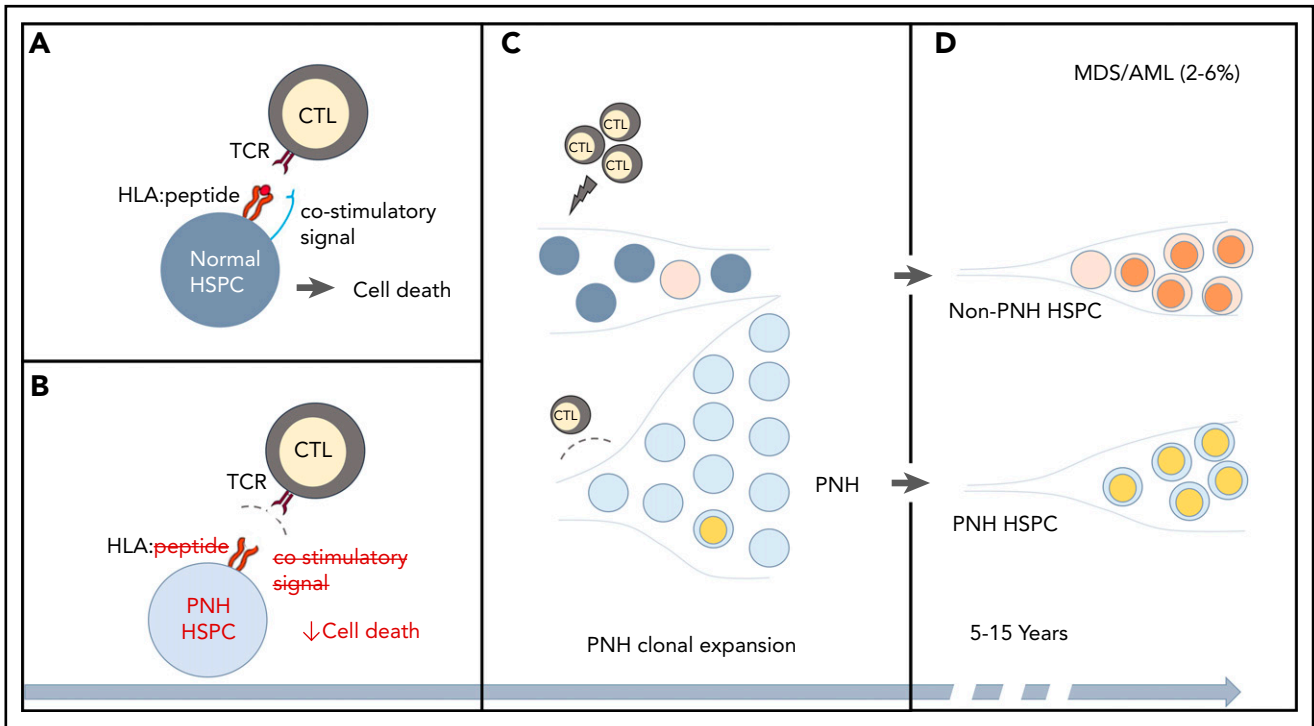 A
CTL
TCR
HLA:peptide
co-stimulatory
signal
Normal
HSPC
Cell death
B
CTL
TCR
HLA:peptide
co stimulatory
signal
PNH
HSPC
↓Cell death
C
CTL
CTL
CTL
CTL
PNH
PNH clonal expansion
D
MDS/AML (2-6%)
Non-PNH HSPC
PNH HSPC
5-15 Years